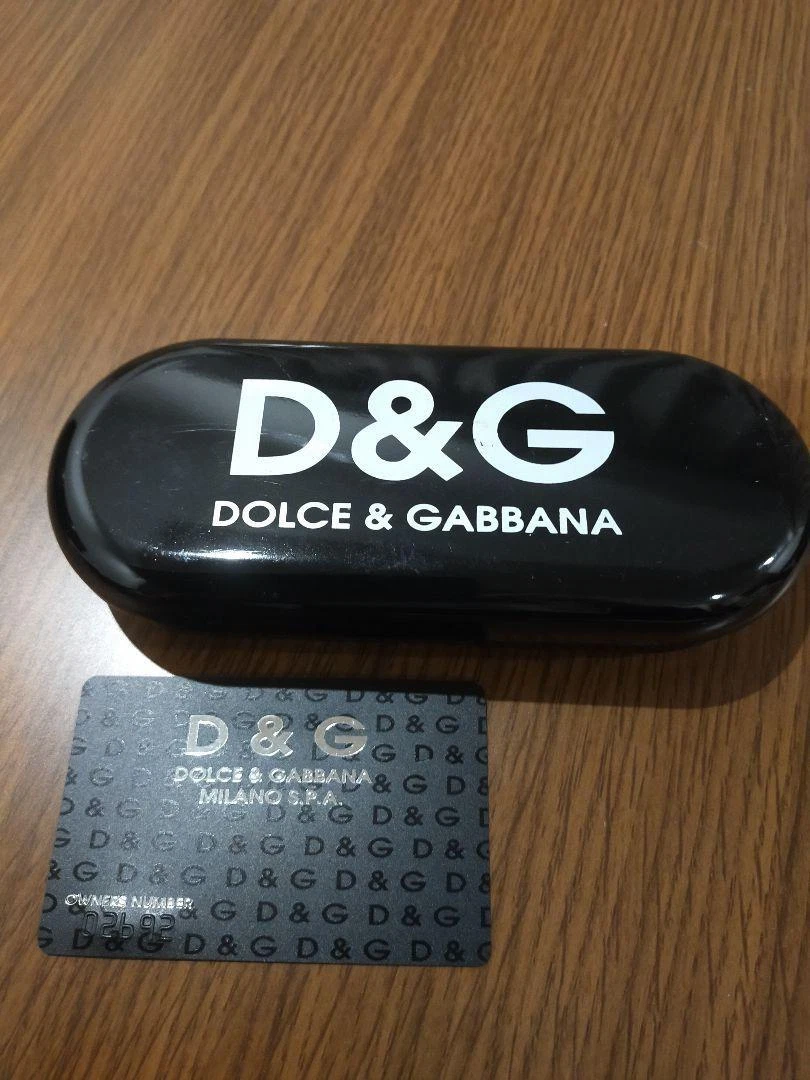 D&G
DOLCE & GABBANA
D & G
DOLCE & GABBANA
MILANO S.P.A.
OWNERS NUMBER
02692